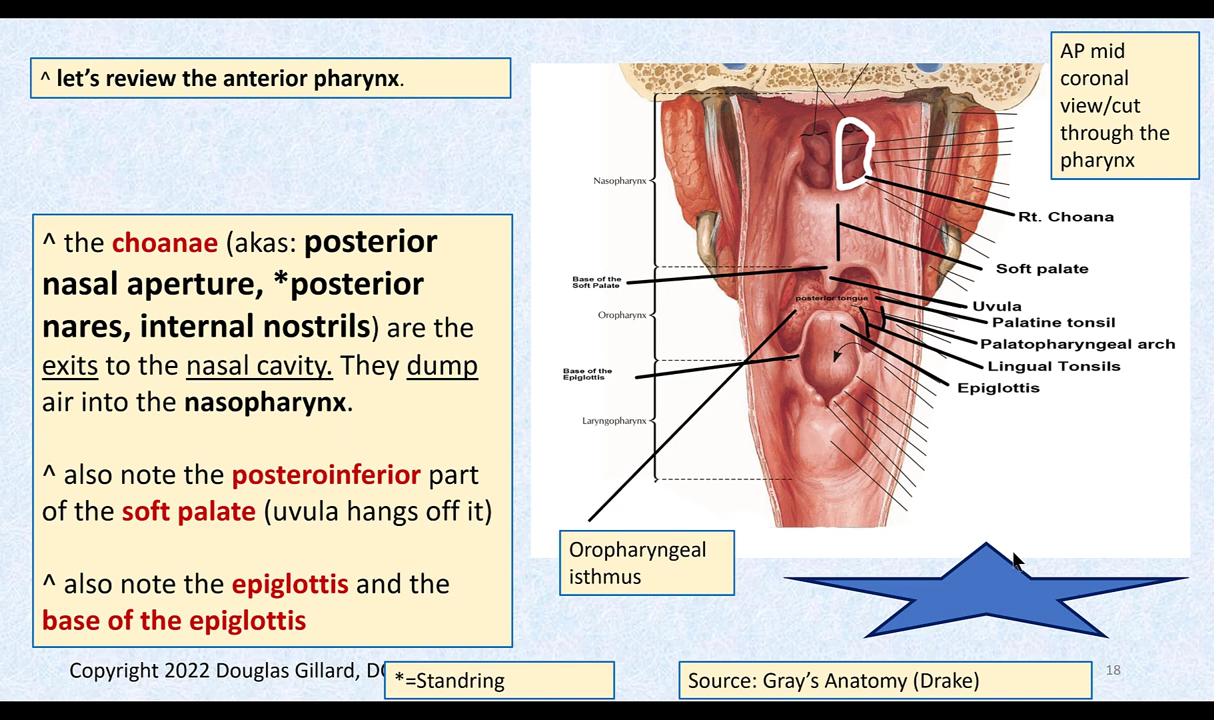 ^ let’s review the anterior pharynx.
AP mid
coronal
view/cut
through the
pharynx
^ the choanae (akas: posterior
nasal aperture, *posterior
nares, internal nostrils) are the
exits to the nasal cavity. They dump
air into the nasopharynx.
^ also note the posteroinferior part
of the soft palate (uvula hangs off it)
^ also note the epiglottis and the
base of the epiglottis
Nasopharynx
Base of the
Soft Palate
Oropharynx
Base of the
Epiglottis
Laryngopharynx
posterior tongue
Rt. Choana
Soft palate
Uvula
Palatine tonsil
Palatopharyngeal arch
Lingual Tonsils
Epiglottis
Oropharyngeal
isthmus
Copyright 2022 Douglas Gillard, DC
*=Standring
Source: Gray’s Anatomy (Drake)
18